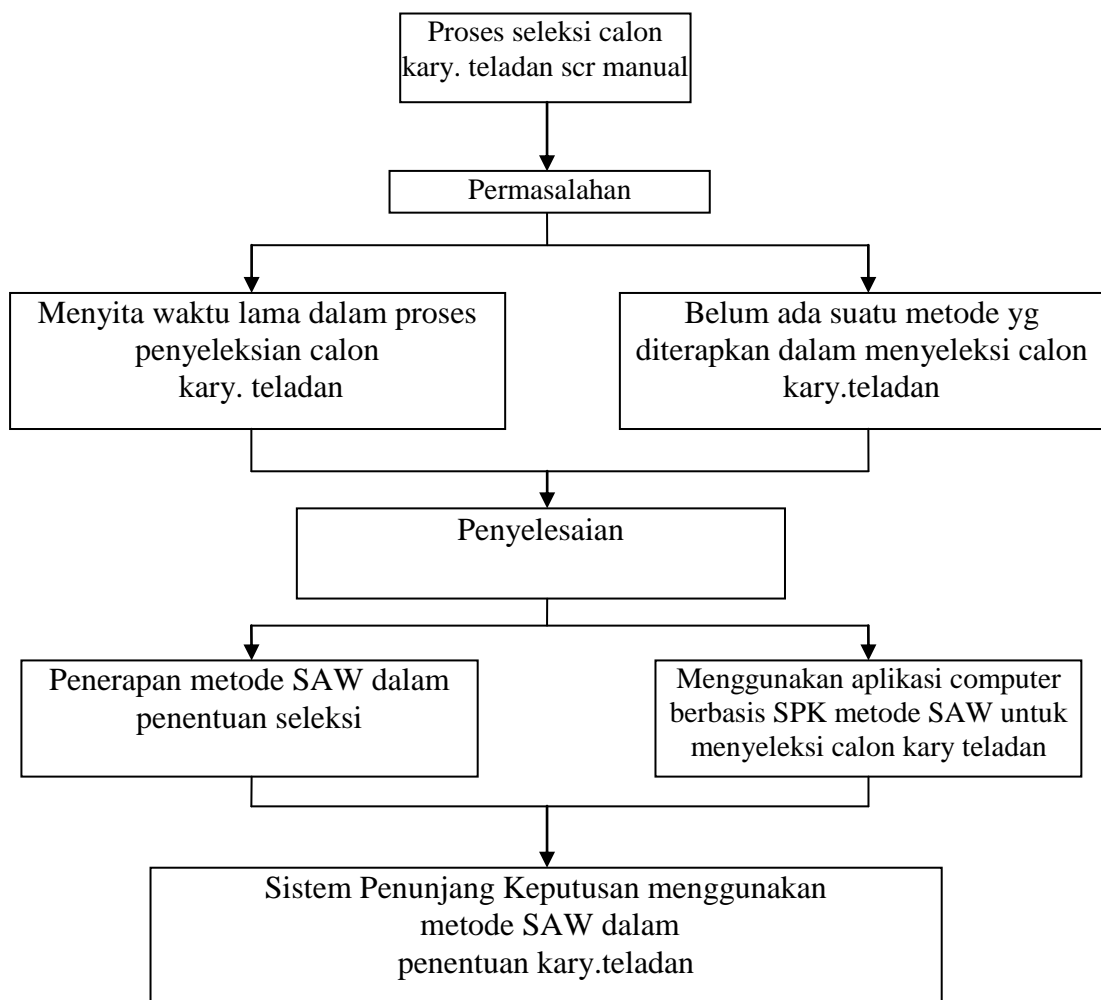 Proses seleksi calon
kary. teladan scr manual
Permasalahan
Menyita waktu lama dalam proses
penyeleksian calon
kary. teladan
Belum ada suatu metode yg
diterapkan dalam menyeleksi calon
kary.teladan
Penyelesaian
Penerapan metode SAW dalam
penentuan seleksi
Menggunakan aplikasi computer
berbasis SPK metode SAW untuk
menyeleksi calon kary teladan
Sistem Penunjang Keputusan menggunakan
metode SAW dalam
penentuan kary.teladan